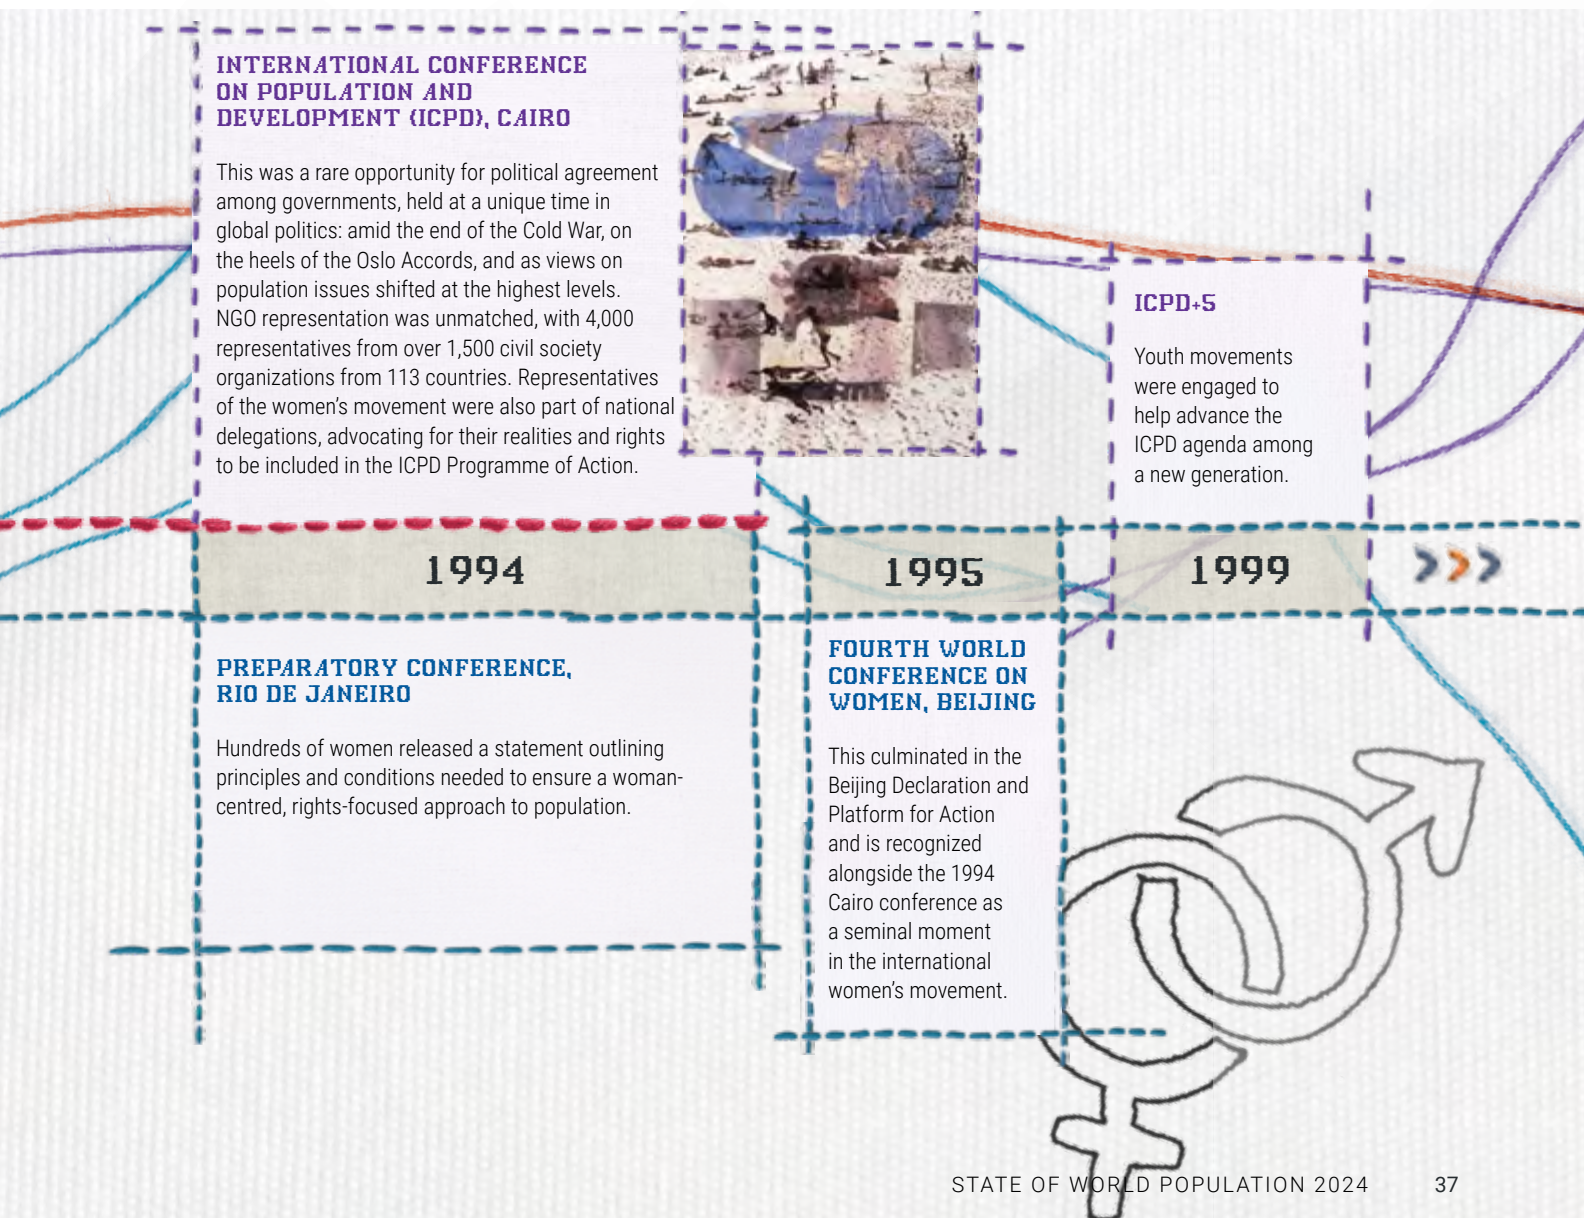 INTERNATIONAL CONFERENCE
ON POPULATION AND
DEVELOPMENT (ICPD), CAIRO
This was a rare opportunity for political agreement
among governments, held at a unique time in
global politics: amid the end of the Cold War, on
the heels of the Oslo Accords, and as views on
population issues shifted at the highest levels.
NGO representation was unmatched, with 4,000
representatives from over 1,500 civil society
organizations from 113 countries. Representatives
of the women's movement were also part of national
delegations, advocating for their realities and rights
to be included in the ICPD Programme of Action.
ICPD+5
Youth movements
were engaged to
help advance the
ICPD agenda among
a new generation.
1994
1995
1999
PREPARATORY CONFERENCE,
RIO DE JANEIRO
Hundreds of women released a statement outlining
principles and conditions needed to ensure a woman-
centred, rights-focused approach to population.
FOURTH WORLD
CONFERENCE ON
WOMEN, BEIJING
This culminated in the
Beijing Declaration and
Platform for Action
and is recognized
alongside the 1994
Cairo conference as
a seminal moment
in the international
women's movement.
STATE OF WORLD POPULATION 2024 37